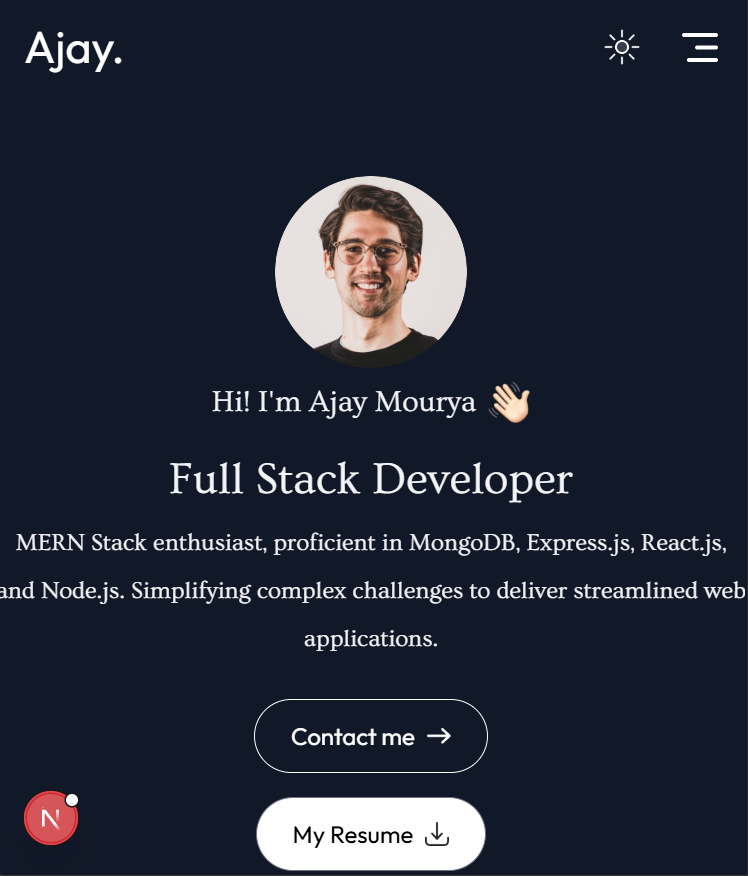 Ajay.
Hi! I'm Ajay Mourya 👋
Full Stack Developer
MERN Stack enthusiast, proficient in MongoDB, Express.js, React.js,
and Node.js. Simplifying complex challenges to deliver streamlined web
applications.
Contact me →
N
My Resume